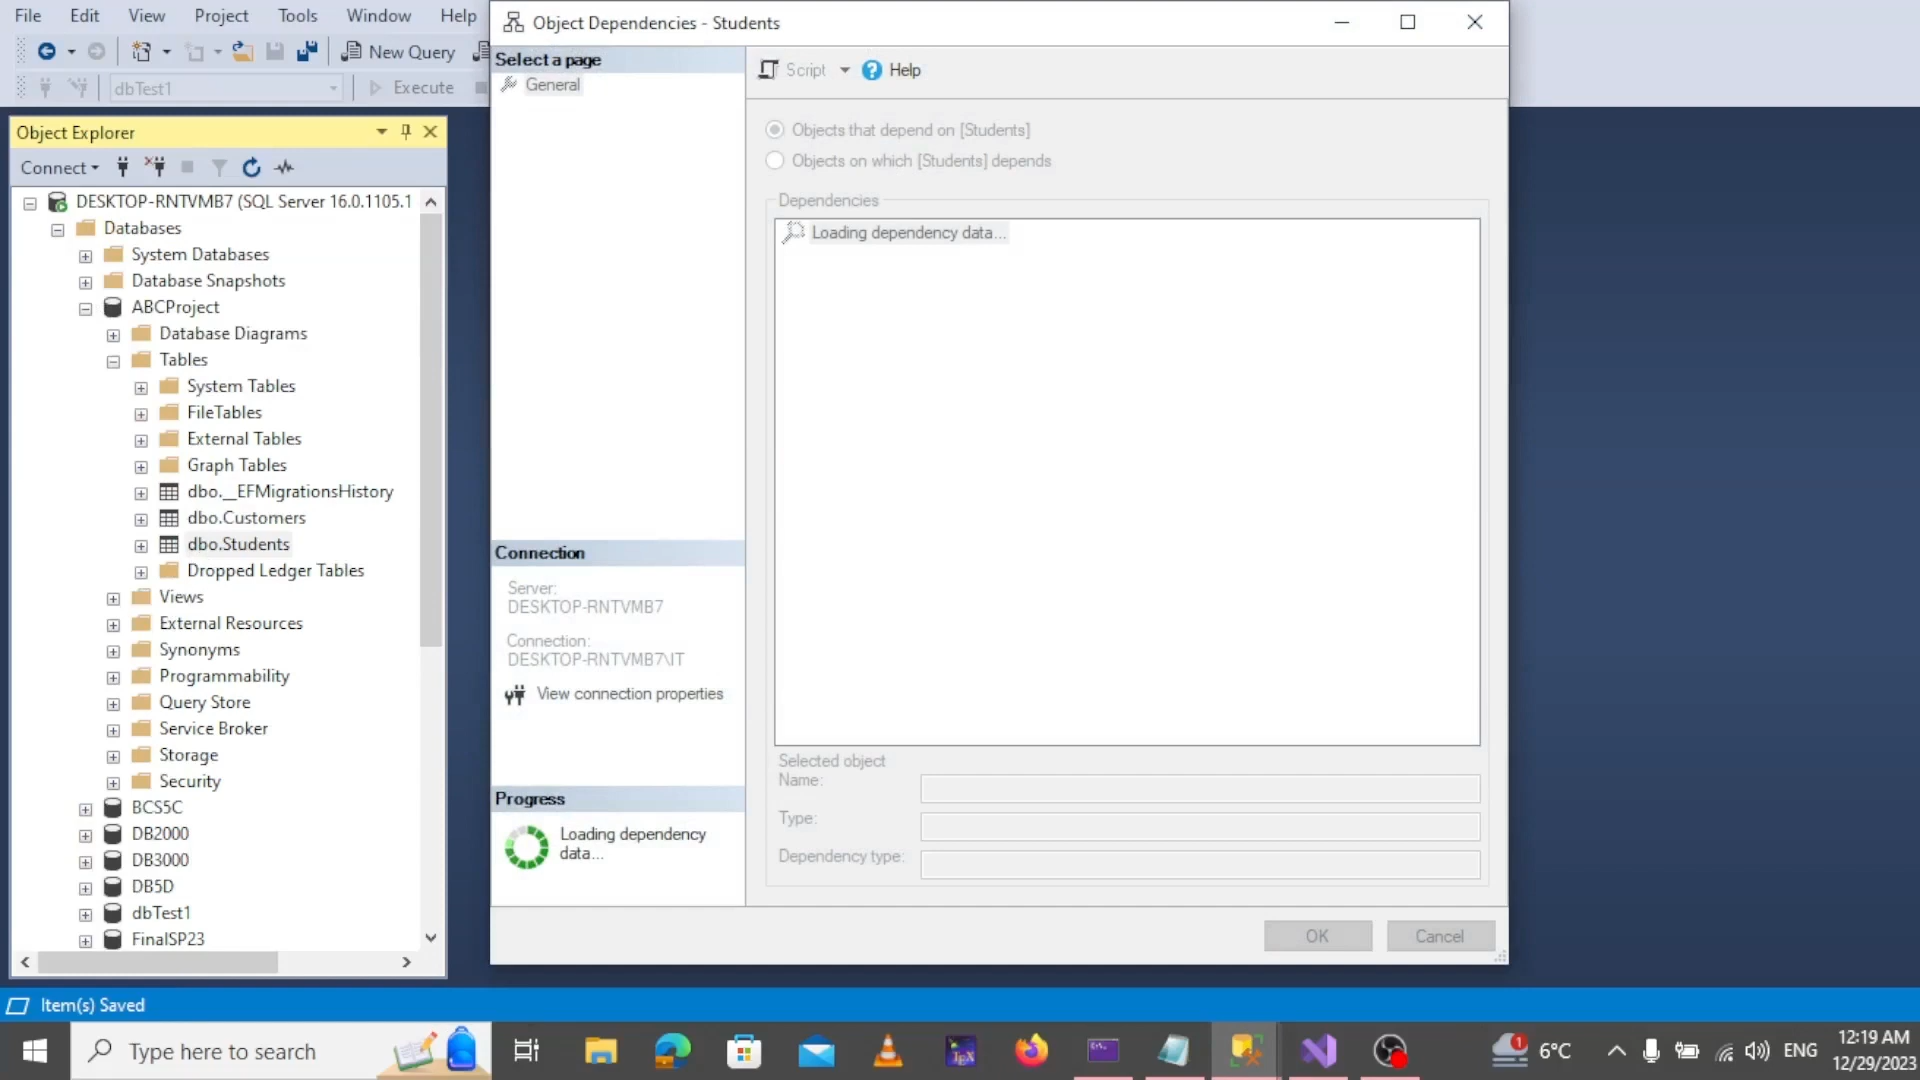 File Edit View Project Tools Window Help
New Query
dbTest1 Execute
Object Explorer
Connect
DESKTOP-RNTVMB7 (SQL Server 16.0.1105.1
Databases
System Databases
Database Snapshots
ABCProject
Database Diagrams
Tables
System Tables
FileTables
External Tables
Graph Tables
dbo.__EFMigrationsHistory
dbo.Customers
dbo.Students
Dropped Ledger Tables
Views
External Resources
Synonyms
Programmability
Query Store
Service Broker
Storage
Security
BCS5C
DB2000
DB3000
DB5D
dbTest1
FinalSP23
Object Dependencies - Students
Select a page
General
Connection
Server:
DESKTOP-RNTVMB7
Connection:
DESKTOP-RNTVMB7\IT
View connection properties
Progress
Loading dependency
data...
Script Help
Objects that depend on [Students]
Objects on which [Students] depends
Dependencies
Loading dependency data...
Selected object
Name:
Type:
Dependency type:
OK Cancel
Item(s) Saved
Type here to search
TeX
1
6°C
ENG
12:19 AM
12/29/2023